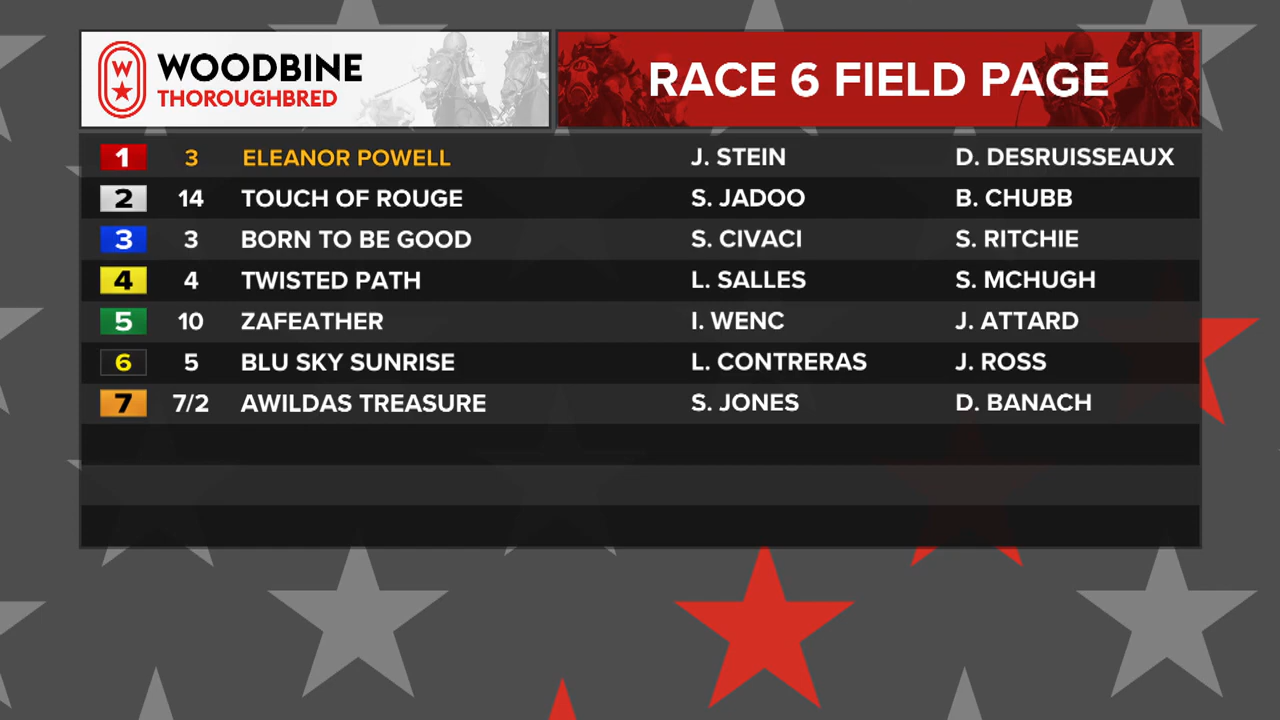 W
WOODBINE
THOROUGHBRED
RACE 6 FIELD PAGE
1 3 ELEANOR POWELL J. STEIN D. DESRUISSEAUX
2 14 TOUCH OF ROUGE S. JADOO B. CHUBB
3 3 BORN TO BE GOOD S. CIVACI S. RITCHIE
4 4 TWISTED PATH L. SALLES S. MCHUGH
5 10 ZAFEATHER I. WENC J. ATTARD
6 5 BLU SKY SUNRISE L. CONTRERAS J. ROSS
7 7/2 AWILDAS TREASURE S. JONES D. BANACH